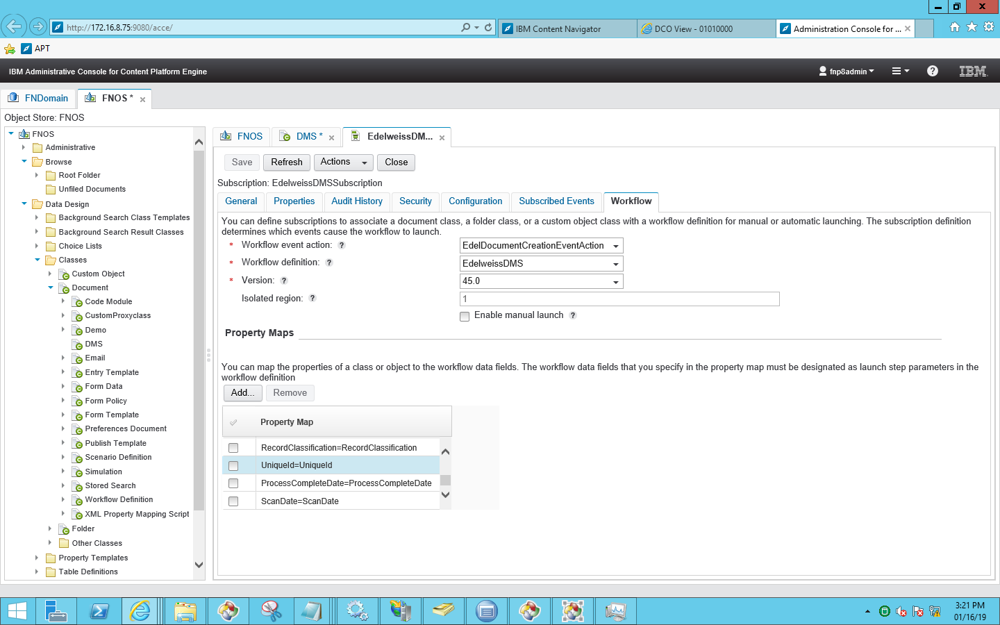 http://172.16.8.75:9080/acce/
IBM Content Navigator
DCO View - 01010000
Administration Console for ...
APT
IBM Administrative Console for Content Platform Engine
fnp8admin
IBM
FNDomain
FNOS *
Object Store: FNOS
FNOS
Administrative
Browse
Root Folder
Unfiled Documents
Data Design
Background Search Class Templates
Background Search Result Classes
Choice Lists
Classes
Custom Object
Document
Code Module
CustomProxyclass
Demo
DMS
Email
Entry Template
Form Data
Form Policy
Form Template
Preferences Document
Publish Template
Scenario Definition
Simulation
Stored Search
Workflow Definition
XML Property Mapping Script
Folder
Other Classes
Property Templates
Table Definitions
FNOS
DMS *
EdelweissDM...
Save
Refresh
Actions
Close
Subscription: EdelweissDMSSubscription
General
Properties
Audit History
Security
Configuration
Subscribed Events
Workflow
You can define subscriptions to associate a document class, a folder class, or a custom object class with a workflow definition for manual or automatic launching. The subscription definition
determines which events cause the workflow to launch.
* Workflow event action: ?
EdelDocumentCreationEventAction
* Workflow definition: ?
EdelweissDMS
* Version: ?
45.0
Isolated region: ?
1
Enable manual launch ?
Property Maps
You can map the properties of a class or object to the workflow data fields. The workflow data fields that you specify in the property map must be designated as launch step parameters in the
workflow definition
Add...
Remove
Property Map
RecordClassification=RecordClassification
UniqueId=UniqueId
ProcessCompleteDate=ProcessCompleteDate
ScanDate=ScanDate
3:21 PM
01/16/19